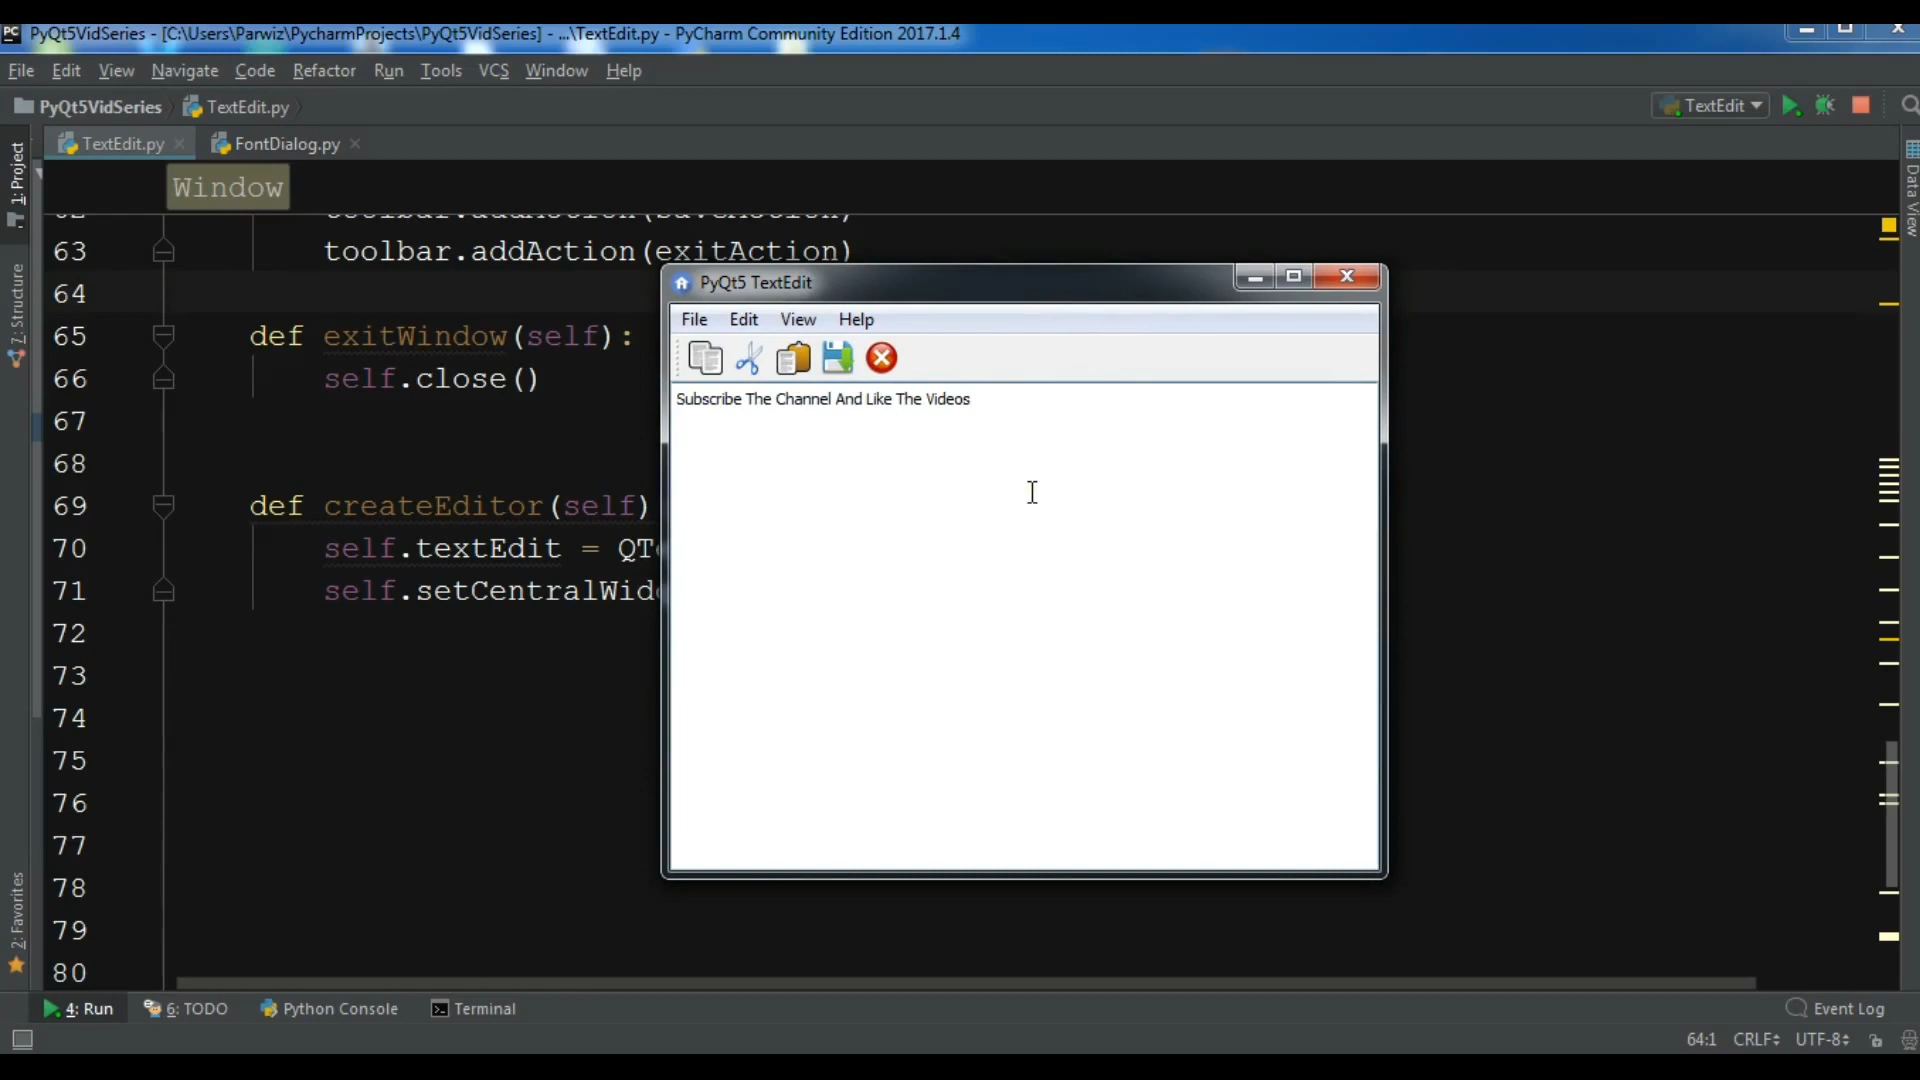 PyQt5VidSeries - [C:\Users\Parwiz\PycharmProjects\PyQt5VidSeries] - ...\TextEdit.py - PyCharm Community Edition 2017.1.4
File Edit View Navigate Code Refactor Run Tools VCS Window Help
PyQt5VidSeries TextEdit.py TextEdit
TextEdit.py FontDialog.py
1: Project
7: Structure
2: Favorites
Data View
Window
63 toolbar.addAction(exitAction)
64
65 def exitWindow(self):
66 self.close()
67
68
69 def createEditor(self)
70 self.textEdit =
71
72
73
74
75
76
77
78
79
80
PyQt5 TextEdit
File Edit View Help
Subscribe The Channel And Like The Videos
4: Run 6: TODO Python Console Terminal Event Log
64:1 CRLF UTF-8